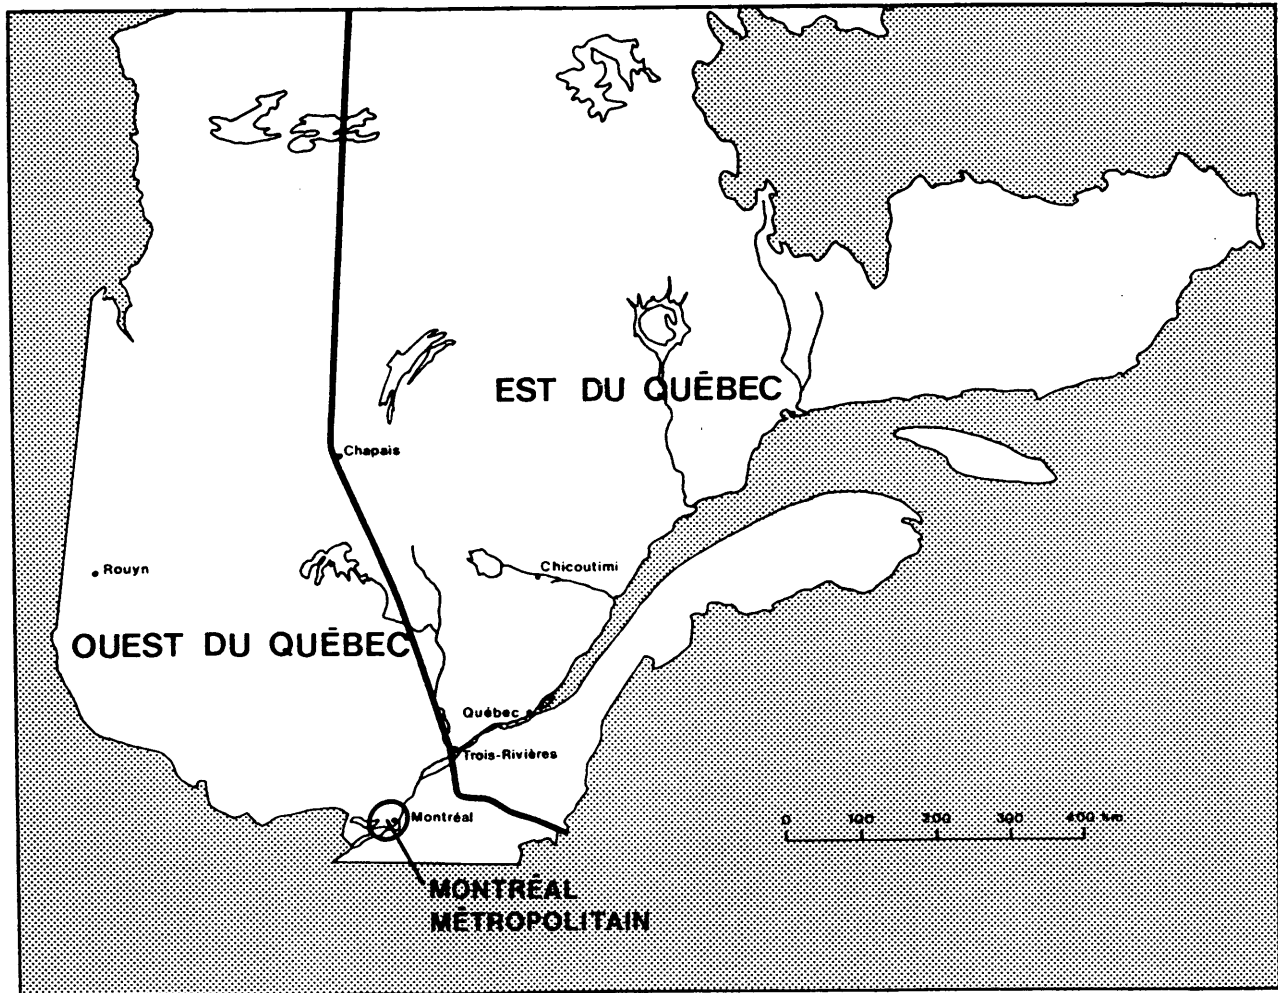 EST DU QUÉBEC
Chapais
Rouyn
Chicoutimi
OUEST DU QUÉBEC
Québec
Trois-Rivières
Montréal
0 100 200 300 400 km
MONTRÉAL
MÉTROPOLITAIN